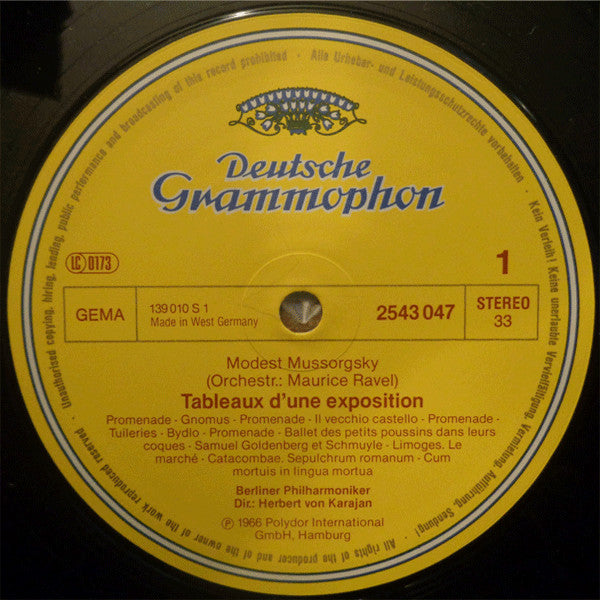 Unauthorised copying, hiring, lending, public performance and broadcasting of this record prohibited · Alle Urheber- und Leistungsschutzrechte vorbehalten · Kein Verleih! Keine unerlaubte Vervielfältigung, Vermietung, Aufführung, Sendung!
Deutsche
Grammophon
LC 0173
1
GEMA
139 010 S 1
Made in West Germany
2543 047
STEREO
33
Modest Mussorgsky
(Orchestr.: Maurice Ravel)
Tableaux d'une exposition
Promenade · Gnomus · Promenade · Il vecchio castello · Promenade ·
Tuileries · Bydlo · Promenade · Ballet des petits poussins dans leurs
coques · Samuel Goldenberg et Schmuyle · Limoges. Le
marché · Catacombae. Sepulchrum romanum · Cum
mortuis in lingua mortua
Berliner Philharmoniker
Dir.: Herbert von Karajan
℗ 1966 Polydor International
GmbH, Hamburg
All rights of the producer and of the owner of the work reproduced reserved